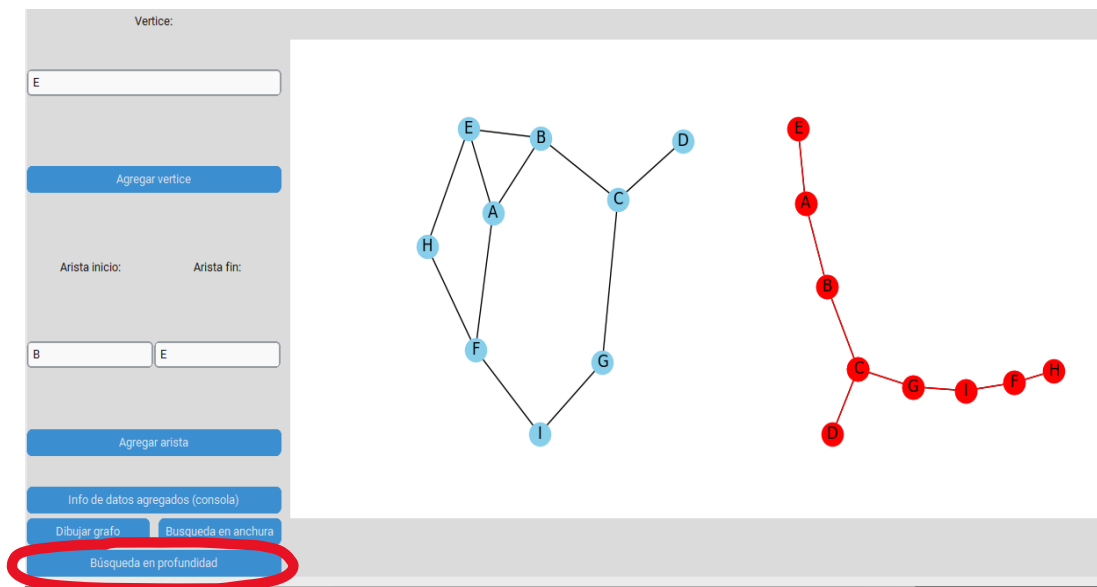 Vertice:
E
Agregar vertice
Arista inicio: Arista fin:
B E
Agregar arista
Info de datos agregados (consola)
Dibujar grafo Busqueda en anchura
Búsqueda en profundidad
E B D
A C
H
F G
I
E
A
B
C G I F H
D